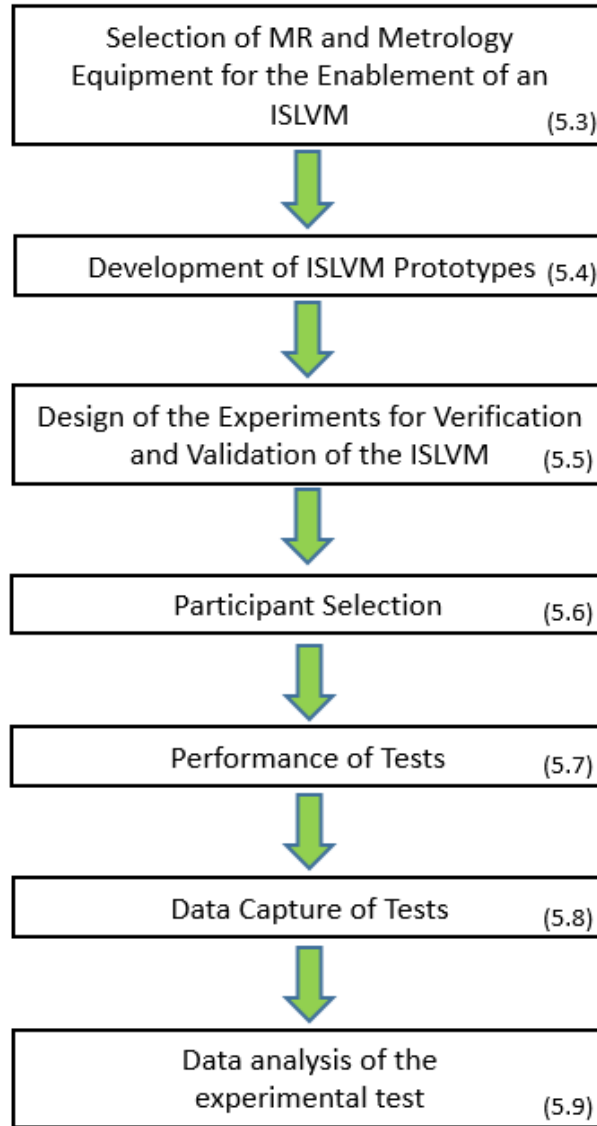 Selection of MR and Metrology
Equipment for the Enablement of an
ISLVM
(5.3)
Development of ISLVM Prototypes (5.4)
Design of the Experiments for Verification
and Validation of the ISLVM (5.5)
Participant Selection (5.6)
Performance of Tests (5.7)
Data Capture of Tests (5.8)
Data analysis of the
experimental test (5.9)